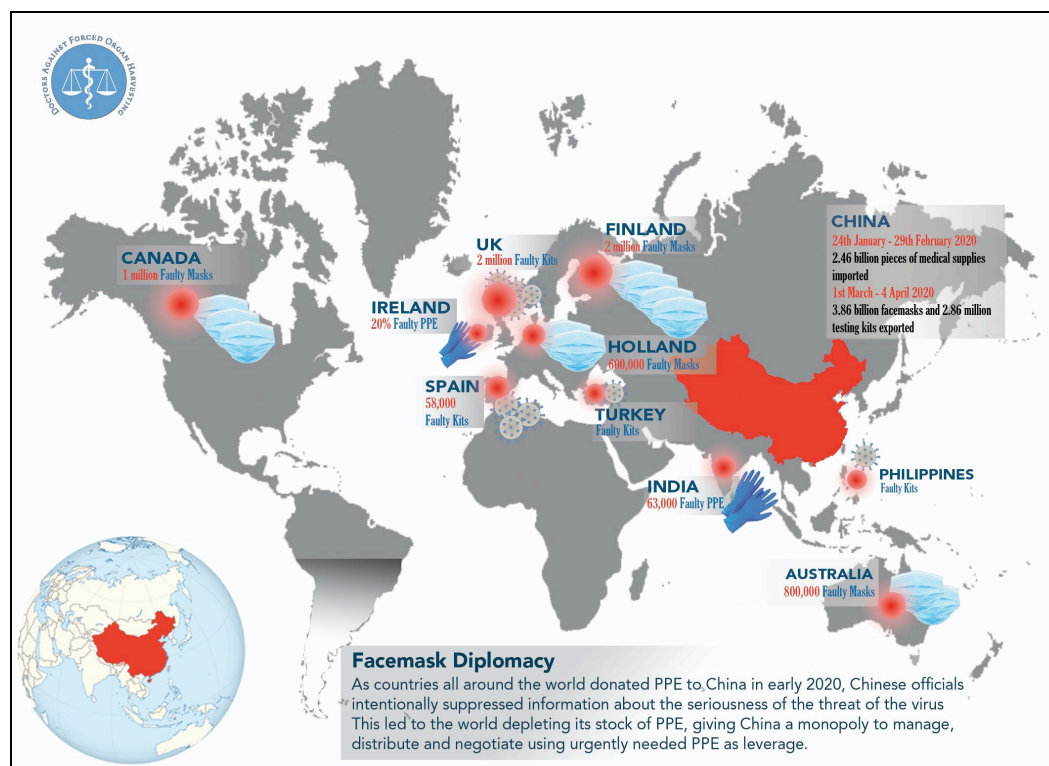 DOCTORS AGAINST FORCED ORGAN HARVESTING
CANADA
1 million Faulty Masks
UK
2 million Faulty Kits
FINLAND
2 million Faulty Masks
CHINA
24th January - 29th February 2020
2.46 billion pieces of medical supplies
imported
1st March - 4 April 2020
3.86 billion facemasks and 2.86 million
testing kits exported
IRELAND
20% Faulty PPE
HOLLAND
600,000 Faulty Masks
SPAIN
58,000
Faulty Kits
TURKEY
Faulty Kits
INDIA
63,000 Faulty PPE
PHILIPPINES
Faulty Kits
AUSTRALIA
800,000 Faulty Masks
Facemask Diplomacy
As countries all around the world donated PPE to China in early 2020, Chinese officials
intentionally suppressed information about the seriousness of the threat of the virus
This led to the world depleting its stock of PPE, giving China a monopoly to manage,
distribute and negotiate using urgently needed PPE as leverage.